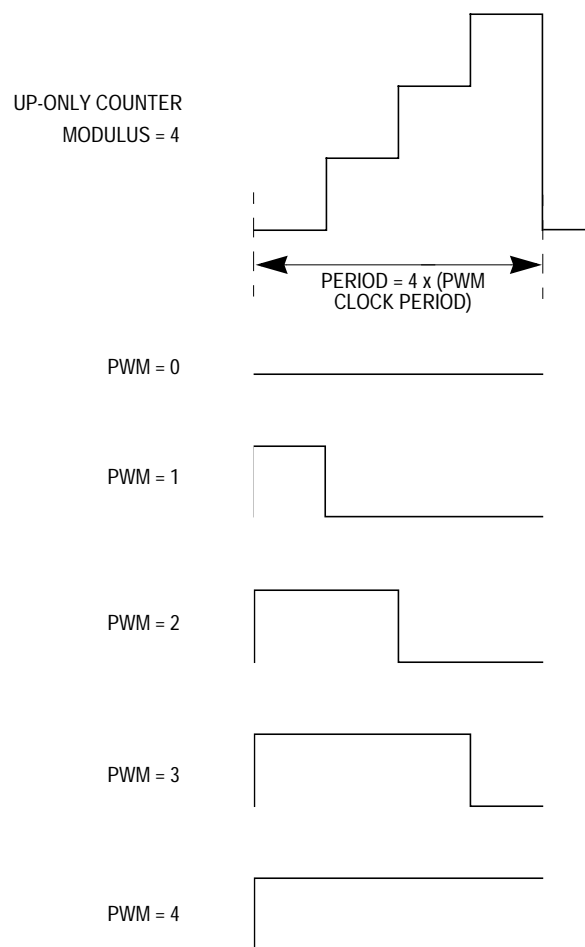 UP-ONLY COUNTER
MODULUS = 4
PERIOD = 4 x (PWM
CLOCK PERIOD)
PWM = 0
PWM = 1
PWM = 2
PWM = 3
PWM = 4